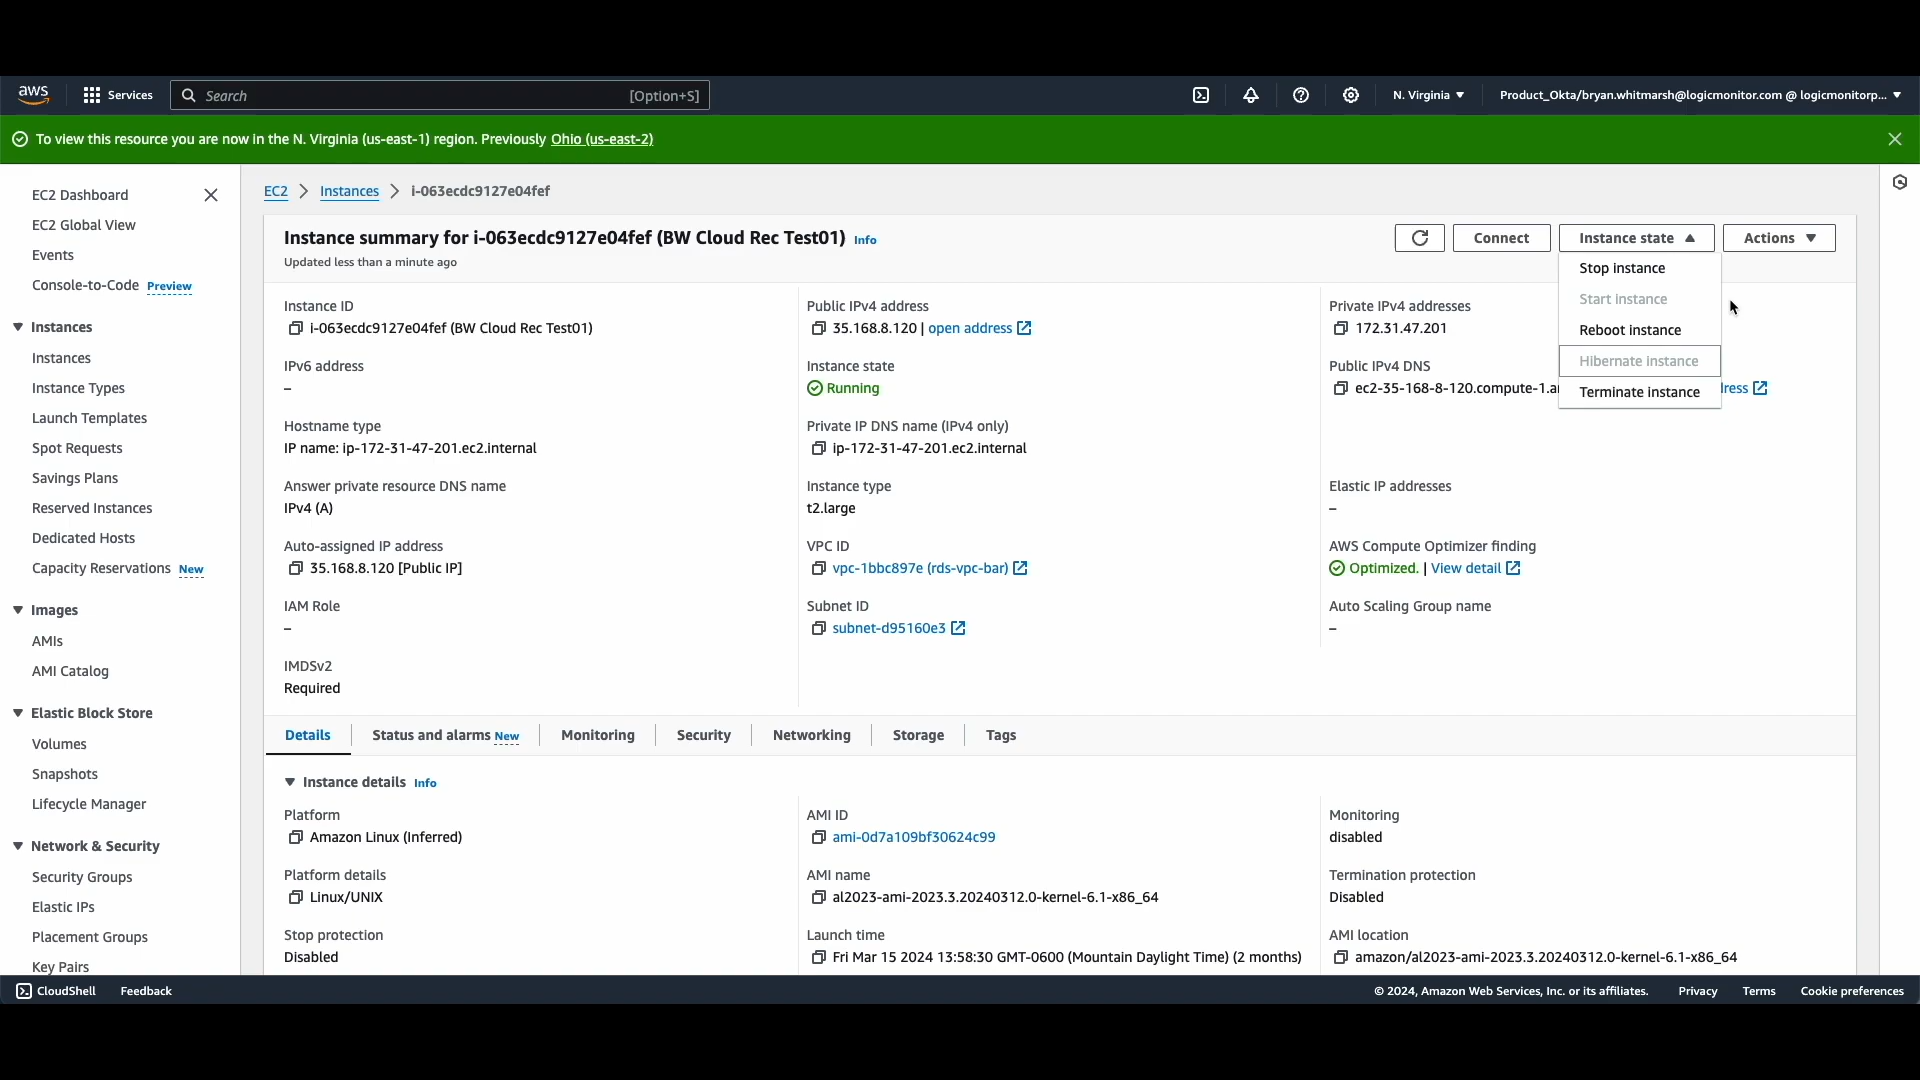 aws
Services
Search
[Option+S]
N. Virginia
Product_Okta/bryan.whitmarsh@logicmonitor.com @ logicmonitorp...
To view this resource you are now in the N. Virginia (us-east-1) region. Previously Ohio (us-east-2)
EC2 Dashboard
EC2 Global View
Events
Console-to-Code Preview
Instances
Instances
Instance Types
Launch Templates
Spot Requests
Savings Plans
Reserved Instances
Dedicated Hosts
Capacity Reservations New
Images
AMIs
AMI Catalog
Elastic Block Store
Volumes
Snapshots
Lifecycle Manager
Network & Security
Security Groups
Elastic IPs
Placement Groups
Key Pairs
EC2 > Instances > i-063ecdc9127e04fef
Instance summary for i-063ecdc9127e04fef (BW Cloud Rec Test01) Info
Updated less than a minute ago
Connect
Instance state
Actions
Stop instance
Start instance
Reboot instance
Hibernate instance
Terminate instance
Instance ID
i-063ecdc9127e04fef (BW Cloud Rec Test01)
IPv6 address
–
Hostname type
IP name: ip-172-31-47-201.ec2.internal
Answer private resource DNS name
IPv4 (A)
Auto-assigned IP address
35.168.8.120 [Public IP]
IAM Role
–
IMDSv2
Required
Public IPv4 address
35.168.8.120 | open address
Instance state
Running
Private IP DNS name (IPv4 only)
ip-172-31-47-201.ec2.internal
Instance type
t2.large
VPC ID
vpc-1bbc897e (rds-vpc-bar)
Subnet ID
subnet-d95160e3
Private IPv4 addresses
172.31.47.201
Public IPv4 DNS
ec2-35-168-8-120.compute-1.a
ress
Elastic IP addresses
–
AWS Compute Optimizer finding
Optimized. | View detail
Auto Scaling Group name
–
Details
Status and alarms New
Monitoring
Security
Networking
Storage
Tags
Instance details Info
Platform
Amazon Linux (Inferred)
Platform details
Linux/UNIX
Stop protection
Disabled
AMI ID
ami-0d7a109bf30624c99
AMI name
al2023-ami-2023.3.20240312.0-kernel-6.1-x86_64
Launch time
Fri Mar 15 2024 13:58:30 GMT-0600 (Mountain Daylight Time) (2 months)
Monitoring
disabled
Termination protection
Disabled
AMI location
amazon/al2023-ami-2023.3.20240312.0-kernel-6.1-x86_64
CloudShell
Feedback
© 2024, Amazon Web Services, Inc. or its affiliates.
Privacy
Terms
Cookie preferences